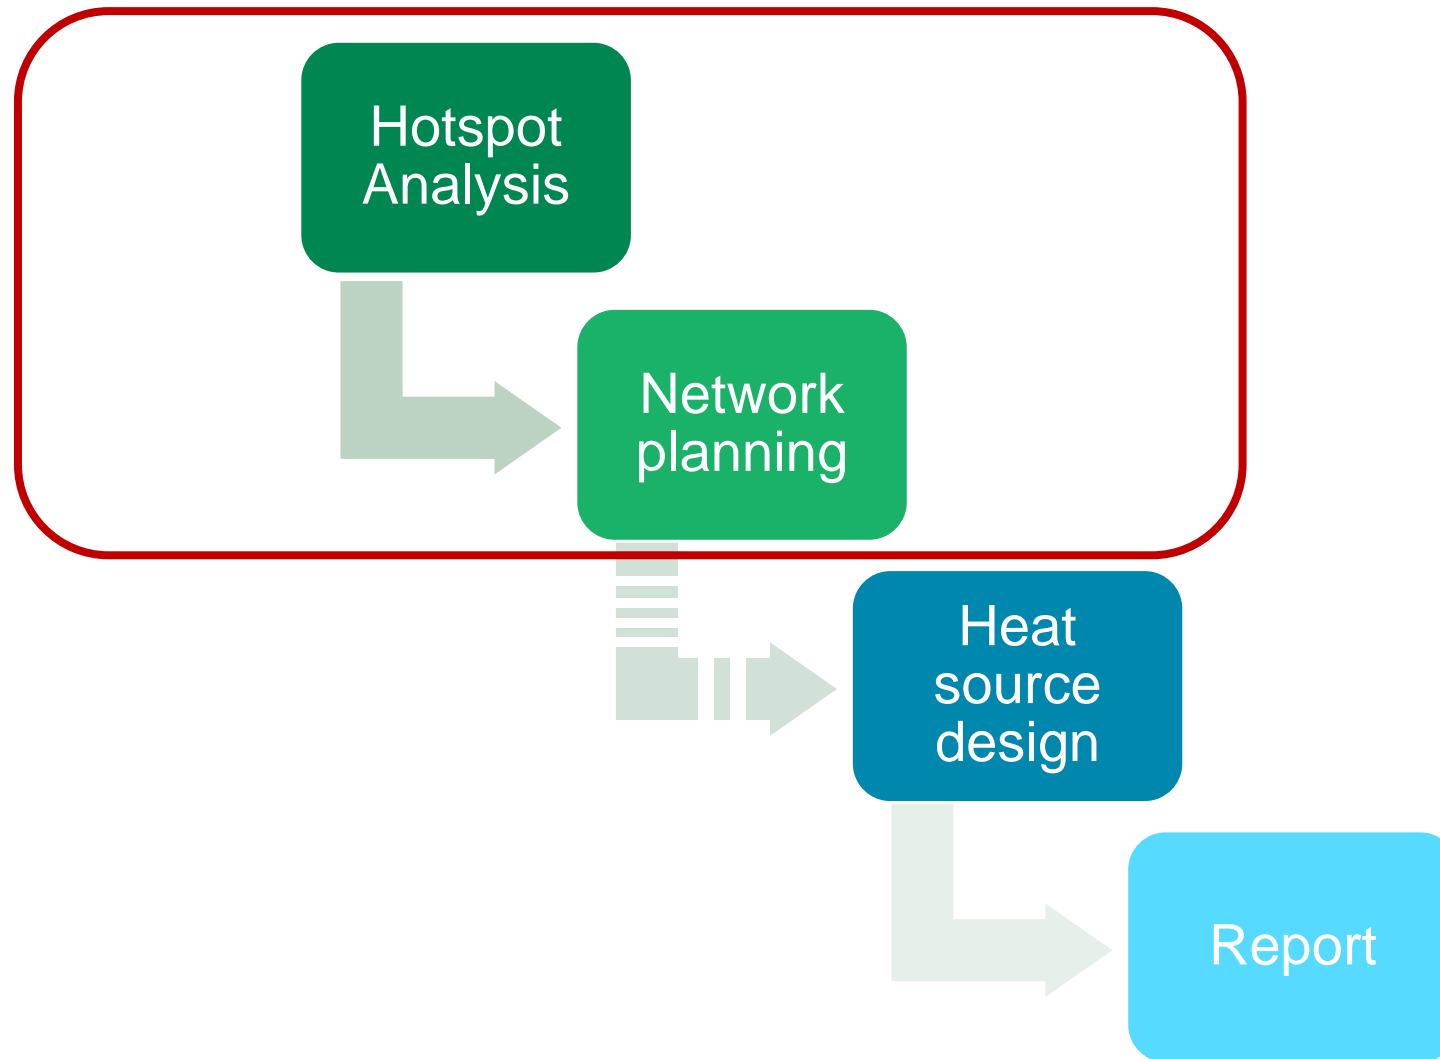 Hotspot
Analysis
Network
planning
Heat
source
design
Report